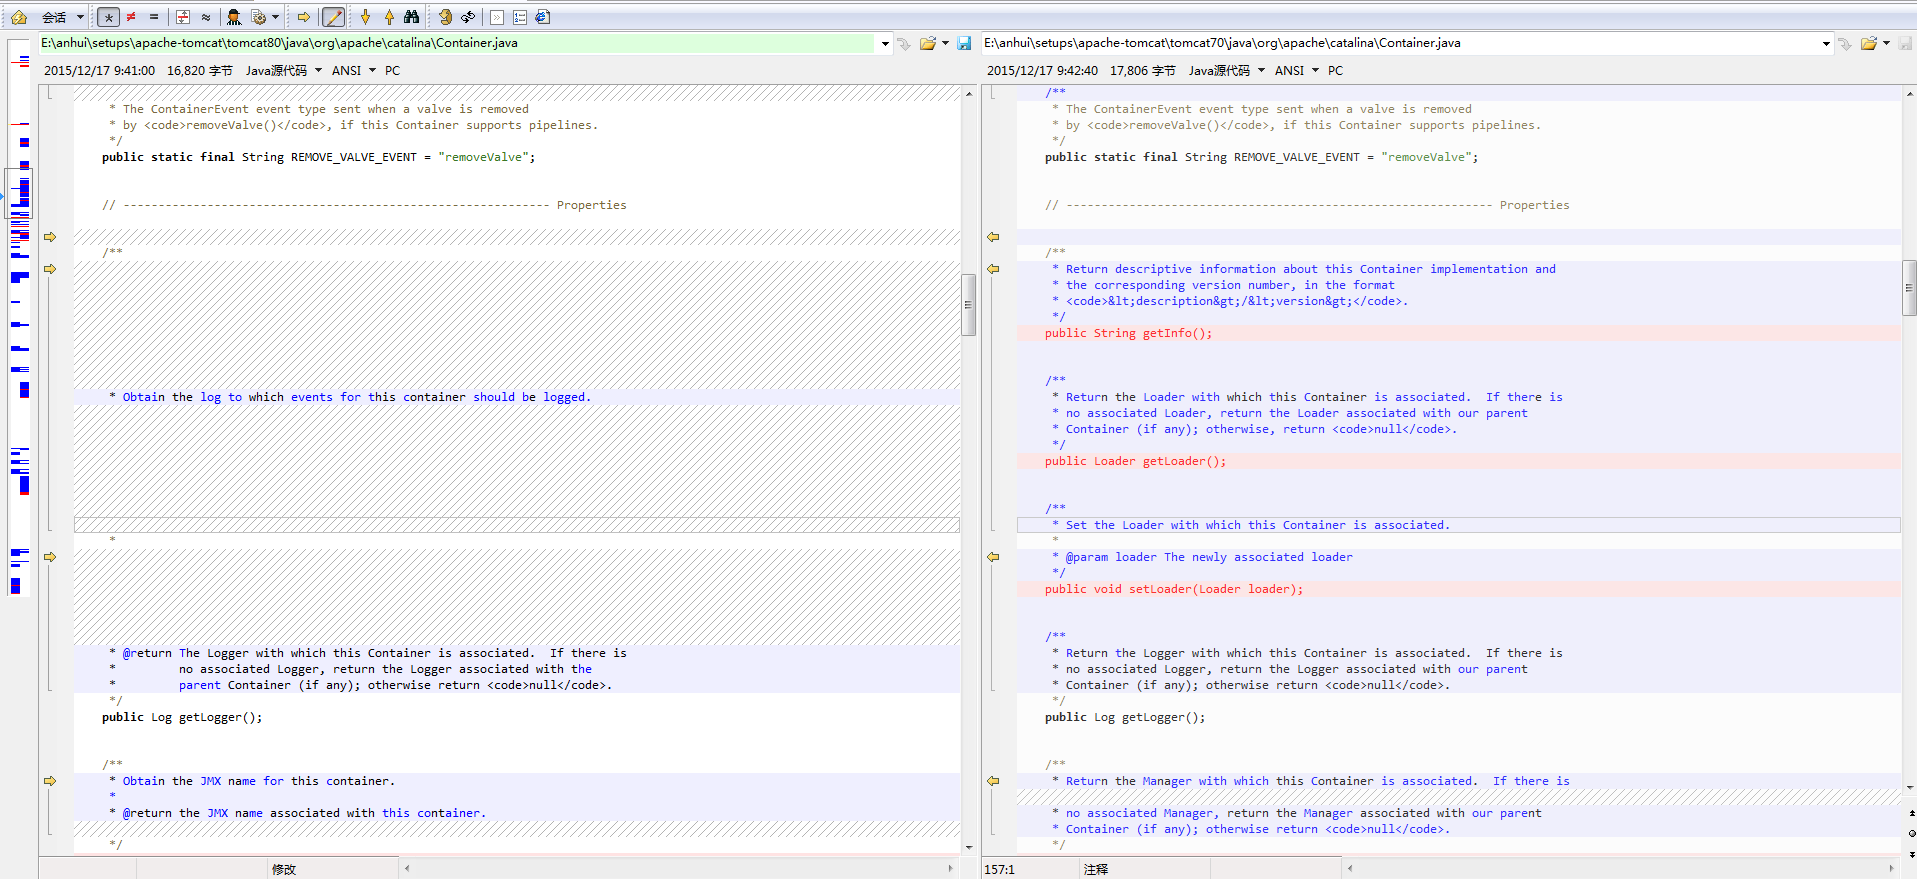 会话
E:\anhui\setups\apache-tomcat\tomcat80\java\org\apache\catalina\Container.java
2015/12/17 9:41:00 16,820 字节 Java源代码 ANSI PC
* The ContainerEvent event type sent when a valve is removed
* by <code>removeValve()</code>, if this Container supports pipelines.
*/
public static final String REMOVE_VALVE_EVENT = "removeValve";
// ------------------------------------------------------------- Properties
/**
* Obtain the log to which events for this container should be logged.
*
* @return The Logger with which this Container is associated.  If there is
*         no associated Logger, return the Logger associated with the
*         parent Container (if any); otherwise return <code>null</code>.
*/
public Log getLogger();
/**
* Obtain the JMX name for this container.
*
* @return the JMX name associated with this container.
*/
修改
E:\anhui\setups\apache-tomcat\tomcat70\java\org\apache\catalina\Container.java
2015/12/17 9:42:40 17,806 字节 Java源代码 ANSI PC
/**
* The ContainerEvent event type sent when a valve is removed
* by <code>removeValve()</code>, if this Container supports pipelines.
*/
public static final String REMOVE_VALVE_EVENT = "removeValve";
// ------------------------------------------------------------- Properties
/**
* Return descriptive information about this Container implementation and
* the corresponding version number, in the format
* <code>&lt;description&gt;/&lt;version&gt;</code>.
*/
public String getInfo();
/**
* Return the Loader with which this Container is associated.  If there is
* no associated Loader, return the Loader associated with our parent
* Container (if any); otherwise, return <code>null</code>.
*/
public Loader getLoader();
/**
* Set the Loader with which this Container is associated.
*
* @param loader The newly associated loader
*/
public void setLoader(Loader loader);
/**
* Return the Logger with which this Container is associated.  If there is
* no associated Logger, return the Logger associated with our parent
* Container (if any); otherwise return <code>null</code>.
*/
public Log getLogger();
/**
* Return the Manager with which this Container is associated.  If there is
* no associated Manager, return the Manager associated with our parent
* Container (if any); otherwise return <code>null</code>.
*/
157:1 注释